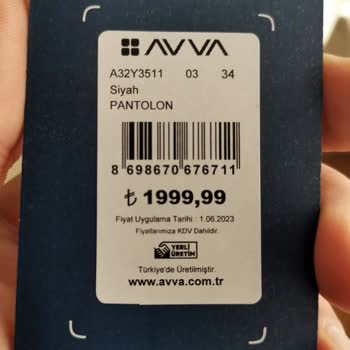 AVVA
A32Y3511 03 34
Siyah
PANTOLON
8 698670 676711
₺ 1999,99
Fiyat Uygulama Tarihi : 1.06.2023
Fiyatlarımıza KDV Dahildir.
YERLİ
ÜRETİM
Türkiye'de Üretilmiştir.
www.avva.com.tr